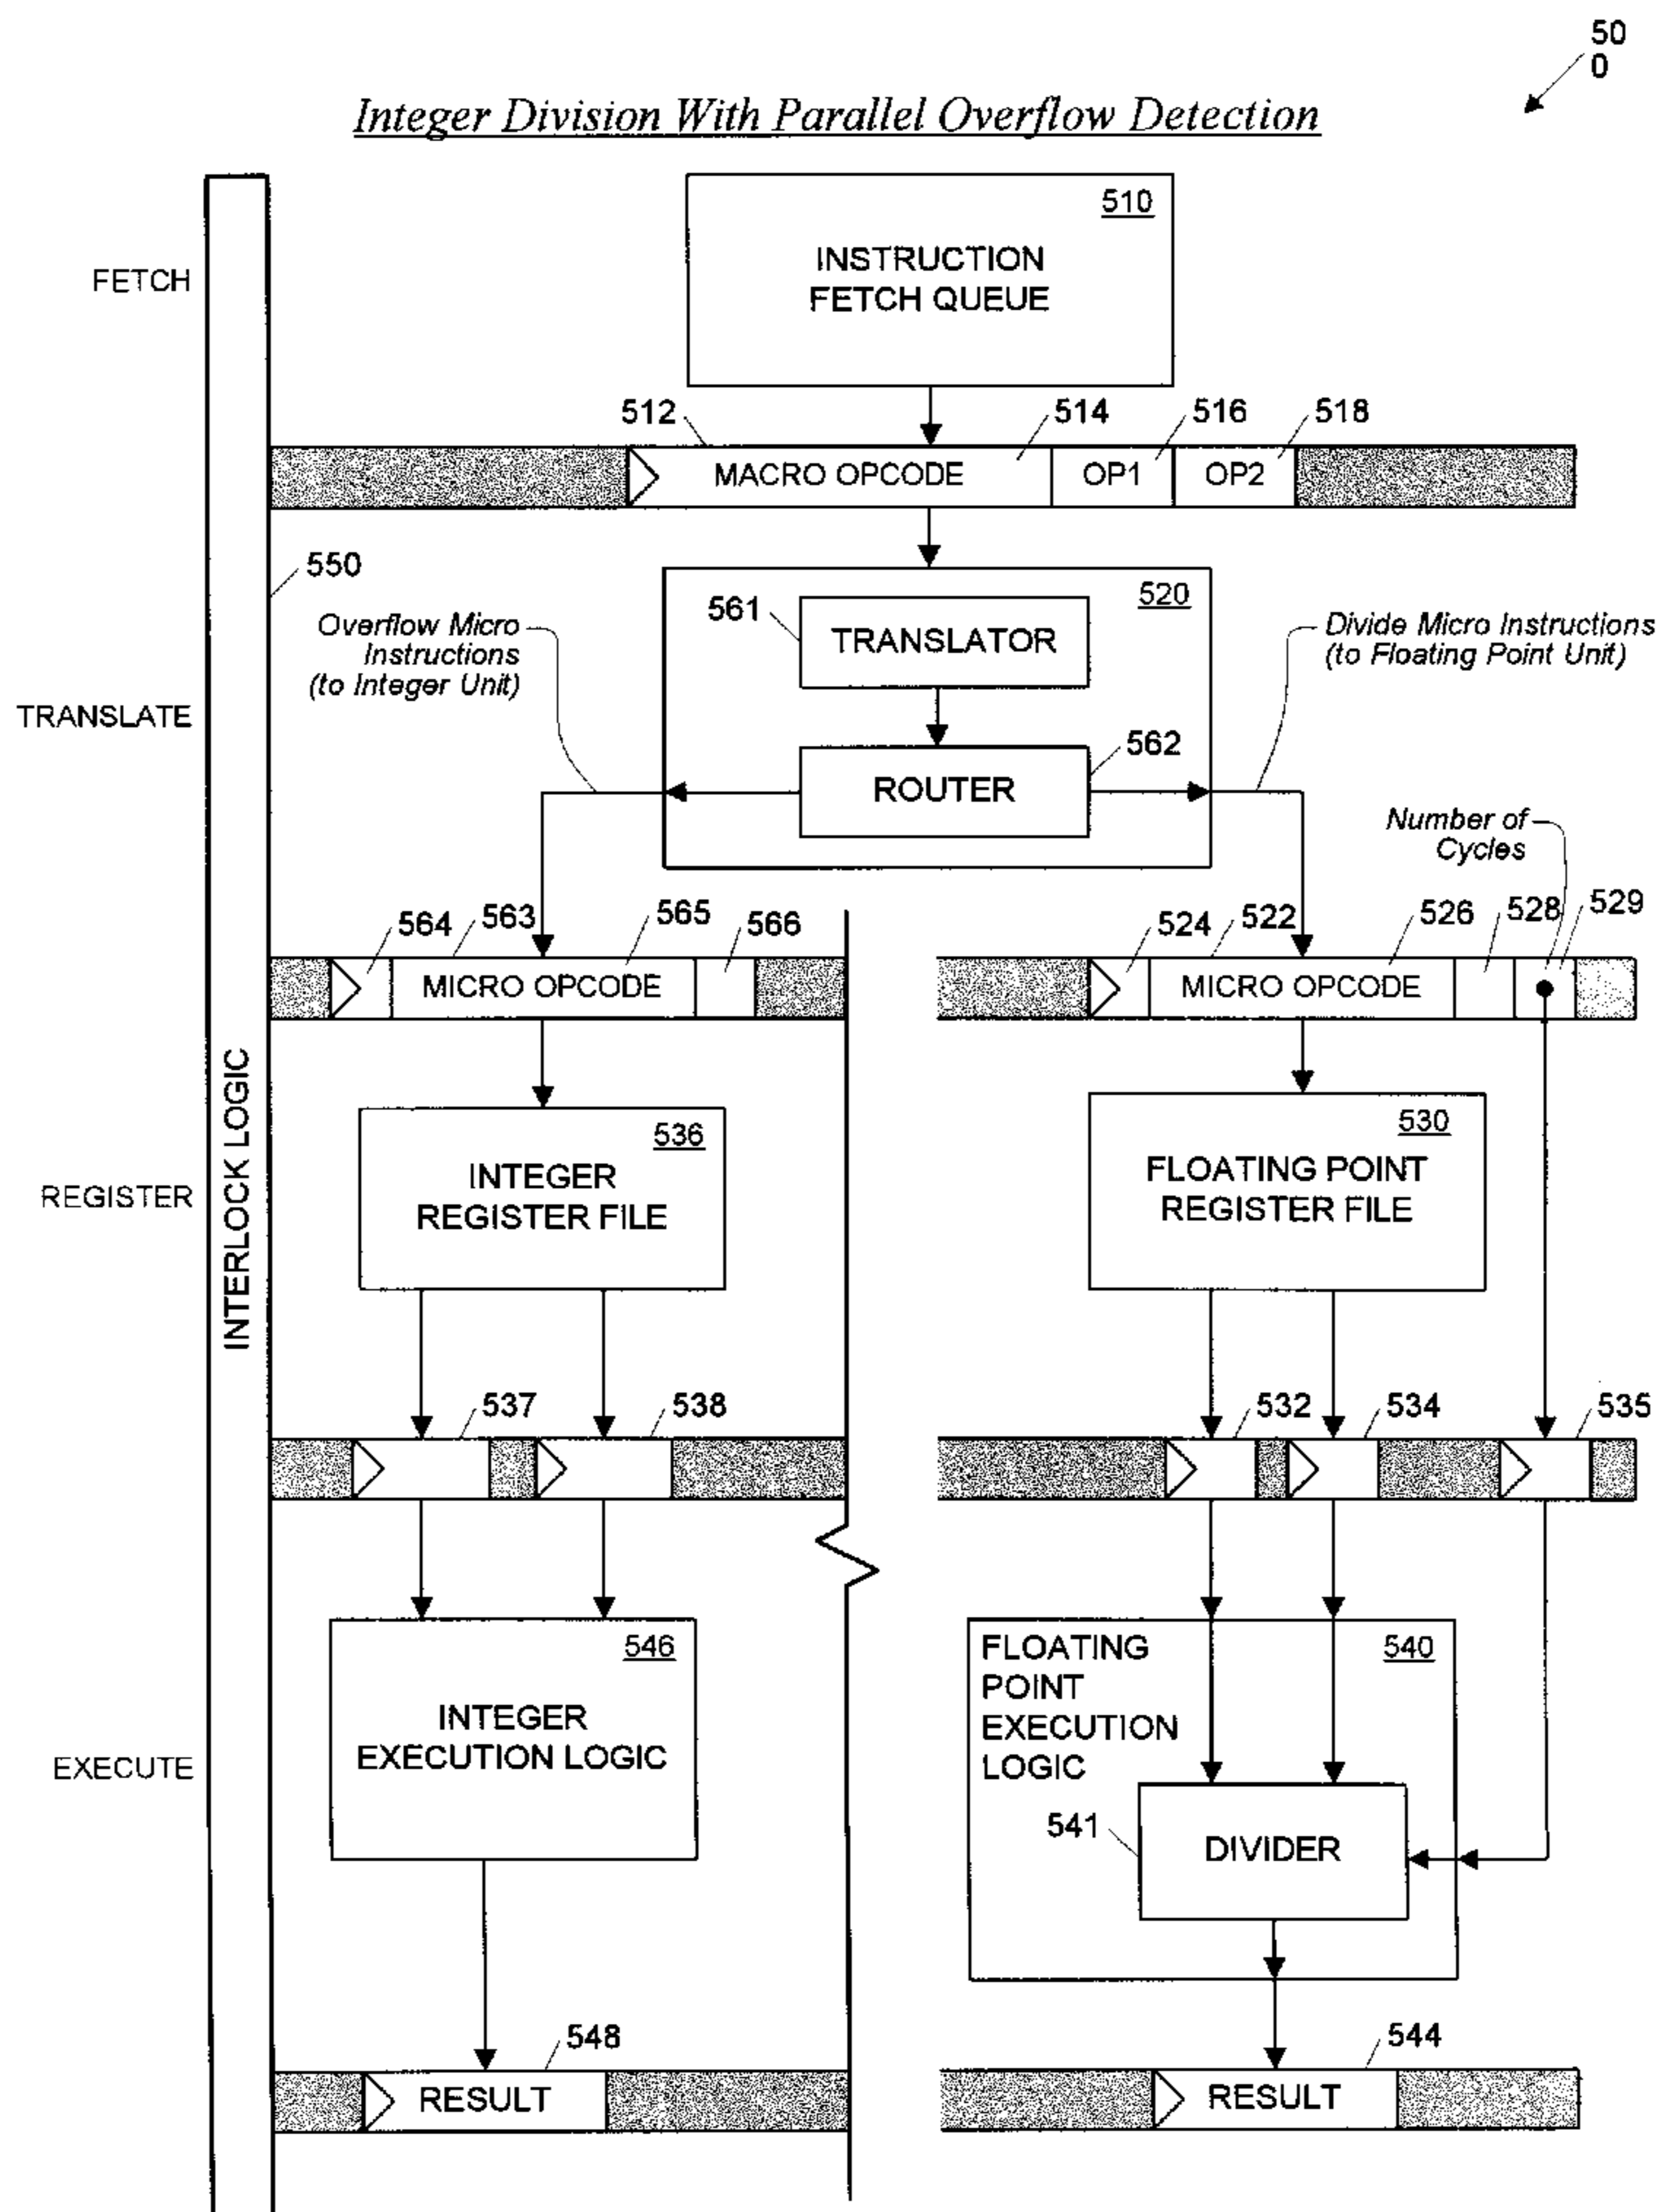 50
0
Integer Division With Parallel Overflow Detection
510
INSTRUCTION
FETCH QUEUE
FETCH
512
514
516
518
MACRO OPCODE
OP1
OP2
550
520
561
TRANSLATOR
Overflow Micro
Instructions
(to Integer Unit)
Divide Micro Instructions
(to Floating Point Unit)
TRANSLATE
562
ROUTER
Number of
Cycles
564
563
565
566
524
522
526
528
529
MICRO OPCODE
MICRO OPCODE
INTERLOCK LOGIC
REGISTER
536
INTEGER
REGISTER FILE
530
FLOATING POINT
REGISTER FILE
537
538
532
534
535
546
INTEGER
EXECUTION LOGIC
FLOATING
POINT
EXECUTION
LOGIC
540
EXECUTE
541
DIVIDER
548
544
RESULT
RESULT